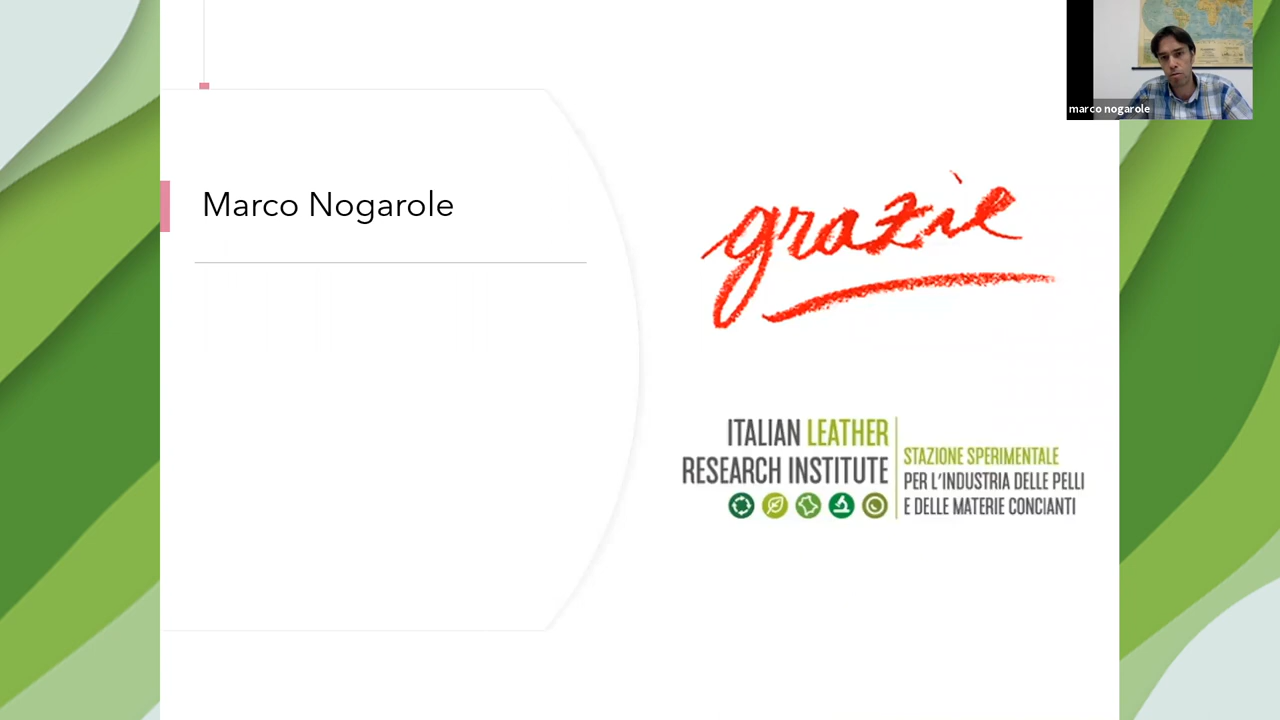 marco nogarole
Marco Nogarole
grazie
ITALIAN LEATHER
RESEARCH INSTITUTE
STAZIONE SPERIMENTALE
PER L'INDUSTRIA DELLE PELLI
E DELLE MATERIE CONCIANTI